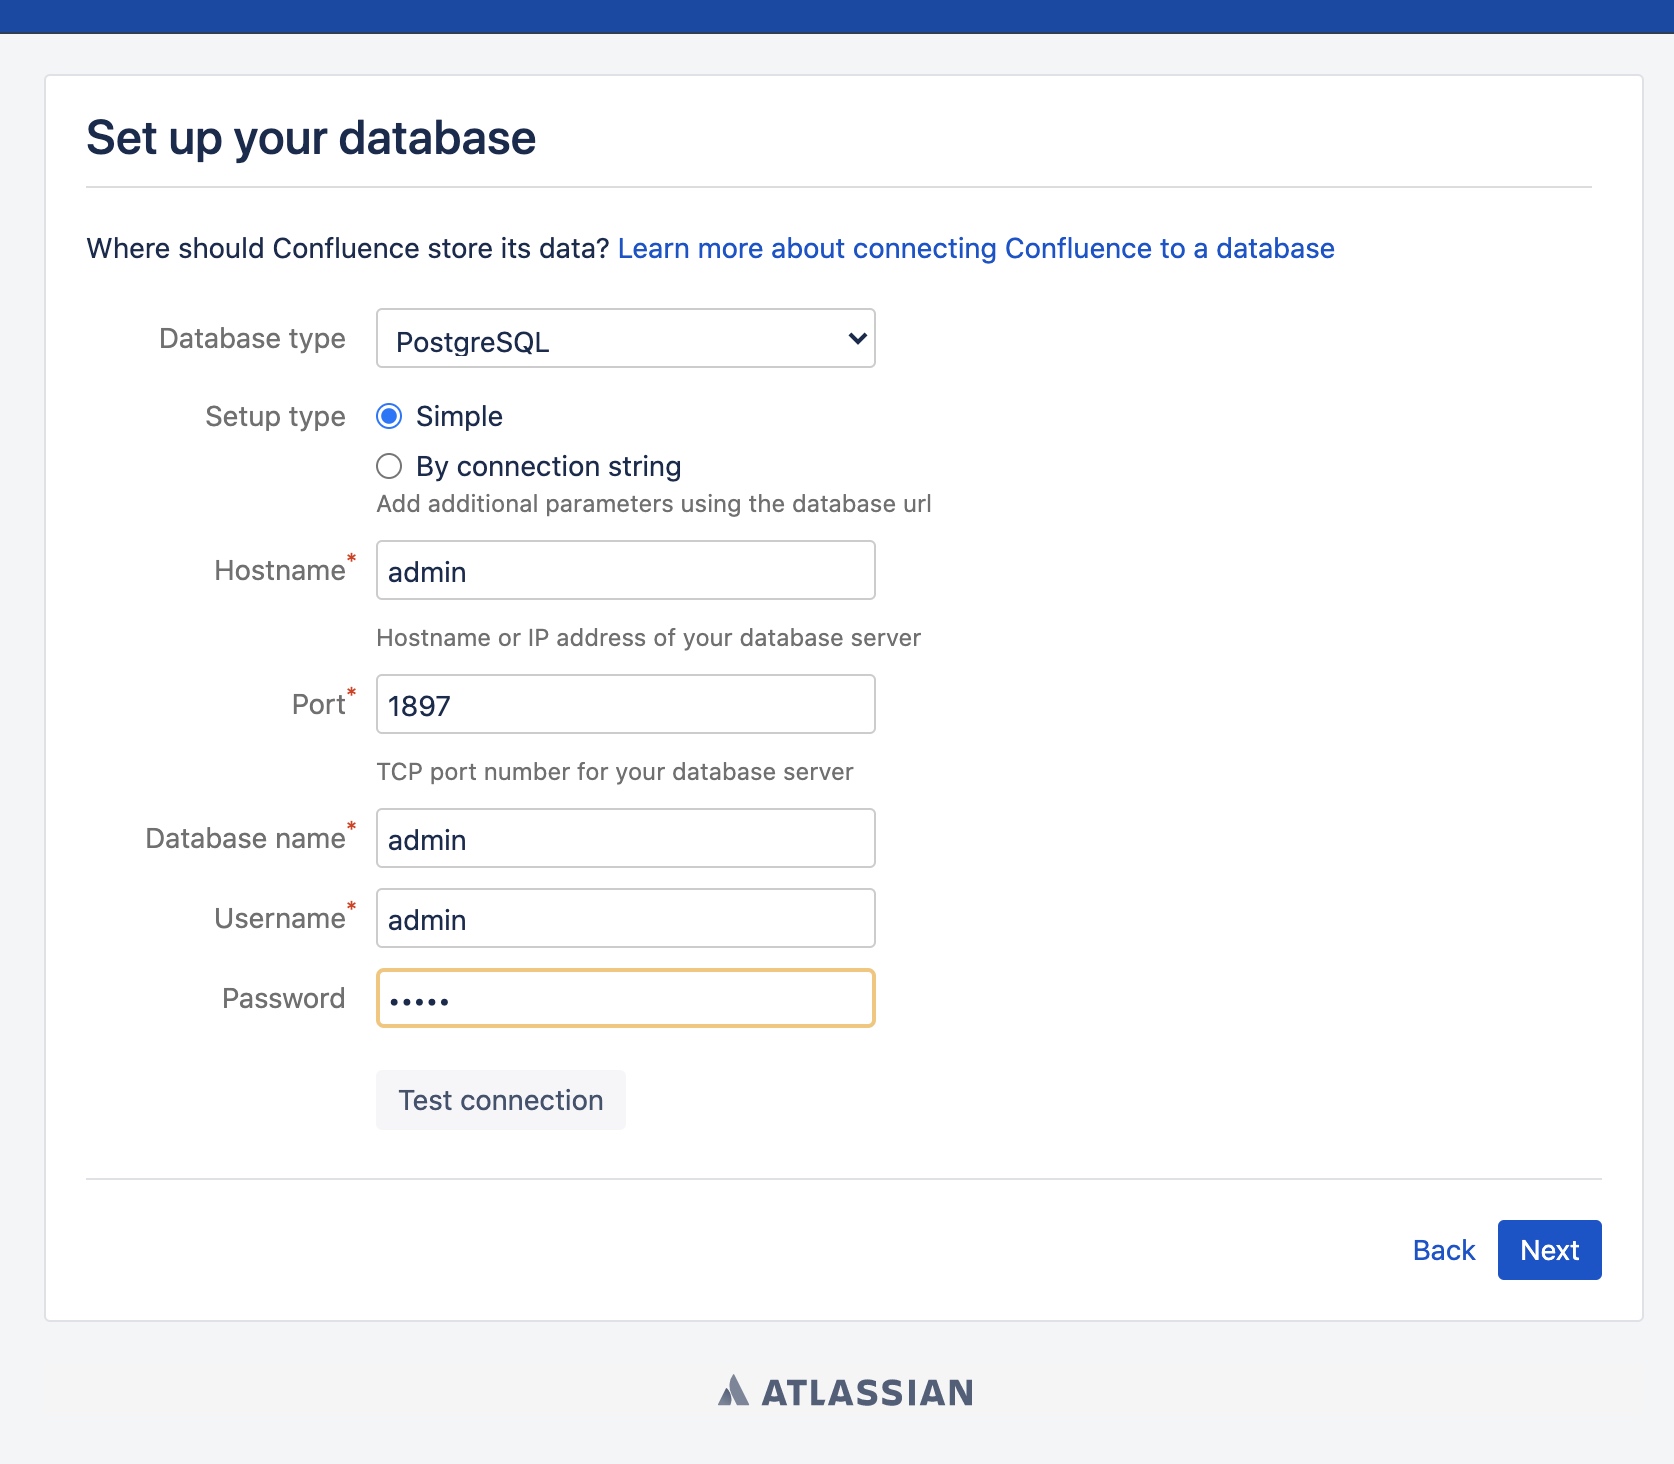 Set up your database
Where should Confluence store its data? Learn more about connecting Confluence to a database
Database type PostgreSQL
Setup type Simple
By connection string
Add additional parameters using the database url
Hostname* admin
Hostname or IP address of your database server
Port* 1897
TCP port number for your database server
Database name* admin
Username* admin
Password •••••
Test connection
Back Next
ATLASSIAN